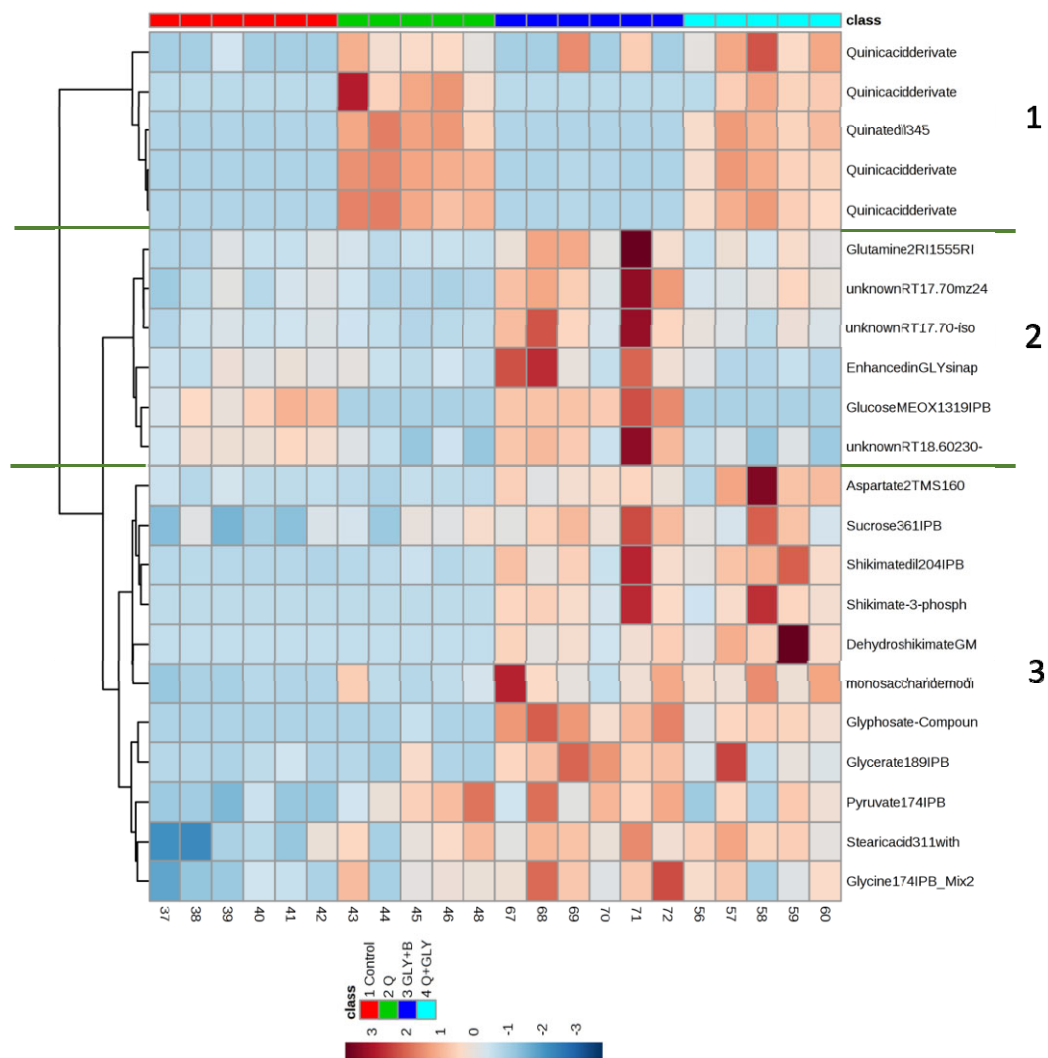 class
Quinicacidderivate
Quinicacidderivate
Quinatedil345
Quinicacidderivate
Quinicacidderivate
1
Glutamine2RI1555RI
unknownRT17.70mz24
unknownRT17.70-iso
EnhancedinGLYsinap
GlucoseMEOX1319IPB
unknownRT18.60230-
2
Aspartate2TMS160
Sucrose361IPB
Shikimatedil204IPB
Shikimate-3-phosph
DehydroshikimateGM
monosaccharidemodi
Glyphosate-Compoun
Glycerate189IPB
Pyruvate174IPB
Stearicacid311with
Glycine174IPB_Mix2
3
37 38 39 40 41 42 43 44 45 46 48 67 68 69 70 71 72 56 57 58 59 60
class
1 Control
2 Q
3 GLY+B
4 Q+GLY
3 2 1 0 -1 -2 -3